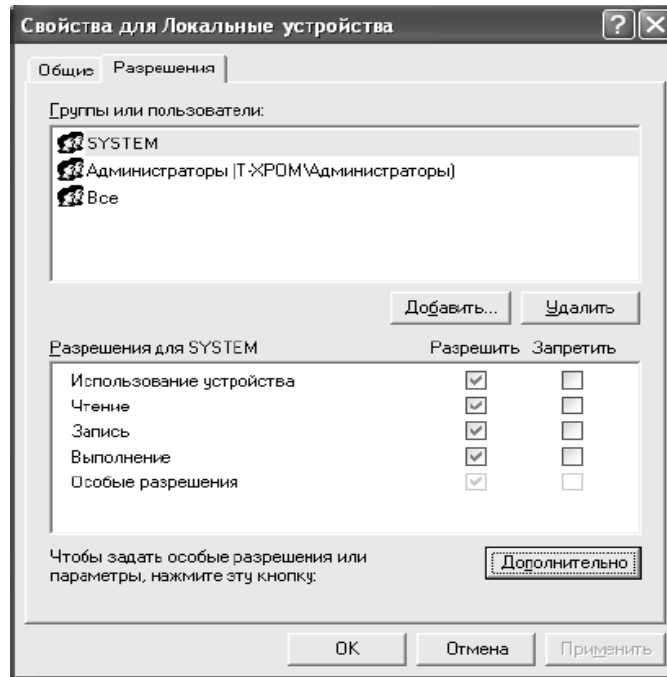 Свойства для Локальные устройства
Общие Разрешения
Группы или пользователи:
SYSTEM
Администраторы (T-XPOM\Администраторы)
Все
Добавить... Удалить
Разрешения для SYSTEM Разрешить Запретить
Использование устройства
Чтение
Запись
Выполнение
Особые разрешения
Чтобы задать особые разрешения или
параметры, нажмите эту кнопку:
Дополнительно
OK Отмена Применить